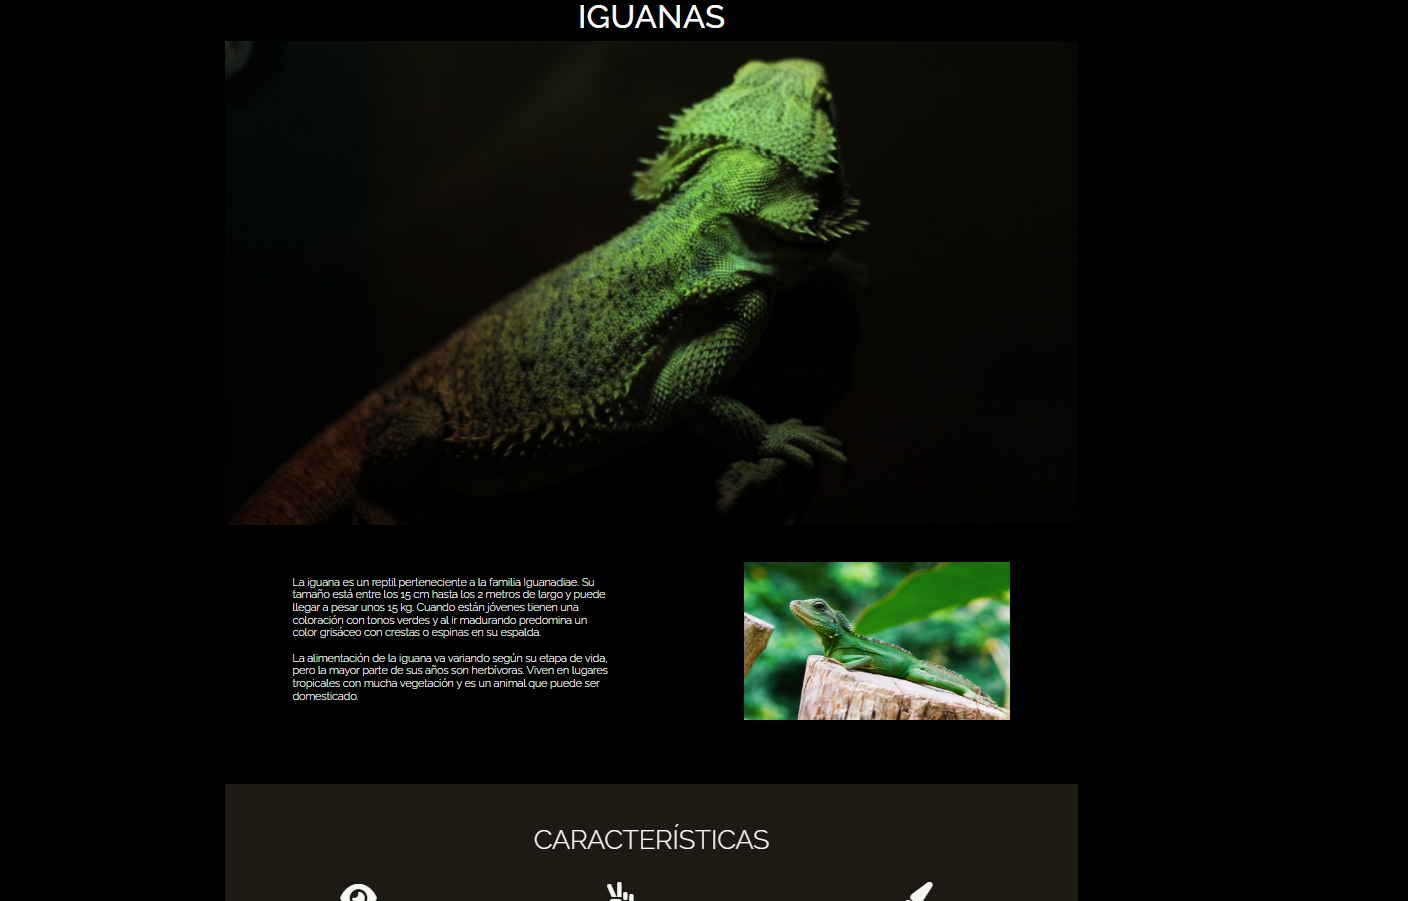 IGUANAS
La iguana es un reptil perteneciente a la familia Iguanadiae. Su
tamaño está entre los 15 cm hasta los 2 metros de largo y puede
llegar a pesar unos 15 kg. Cuando están jóvenes tienen una
coloración con tonos verdes y al ir madurando predomina un
color grisáceo con crestas o espinas en su espalda.
La alimentación de la iguana va variando según su etapa de vida,
pero la mayor parte de sus años son herbívoras. Viven en lugares
tropicales con mucha vegetación y es un animal que puede ser
domesticado.
CARACTERÍSTICAS